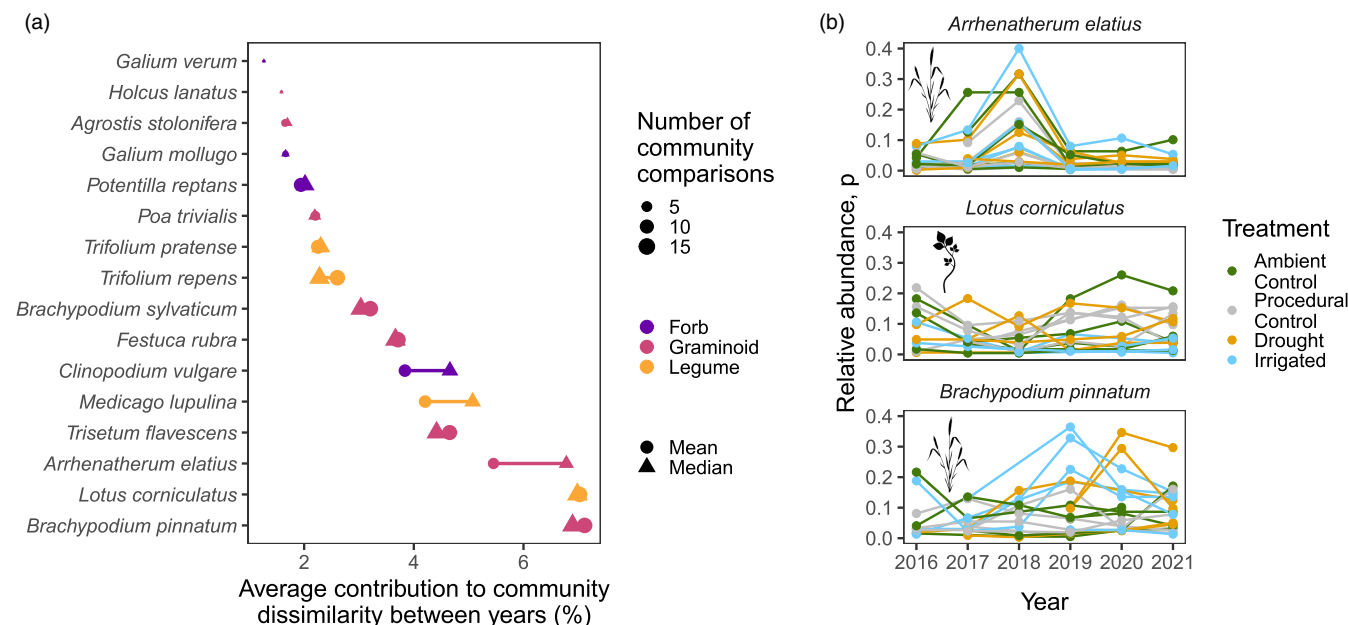 (a)
Galium verum
Holcus lanatus
Agrostis stolonifera
Galium mollugo
Potentilla reptans
Poa trivialis
Trifolium pratense
Trifolium repens
Brachypodium sylvaticum
Festuca rubra
Clinopodium vulgare
Medicago lupulina
Trisetum flavescens
Arrhenatherum elatius
Lotus corniculatus
Brachypodium pinnatum
2 4 6
Average contribution to community
dissimilarity between years (%)
Number of
community
comparisons
5
10
15
Forb
Graminoid
Legume
Mean
Median
(b)
Relative abundance, p
Arrhenatherum elatius
0.4
0.3
0.2
0.1
0.0
Lotus corniculatus
0.4
0.3
0.2
0.1
0.0
Brachypodium pinnatum
0.4
0.3
0.2
0.1
0.0
2016 2017 2018 2019 2020 2021
Year
Treatment
Ambient
Control
Procedural
Control
Drought
Irrigated